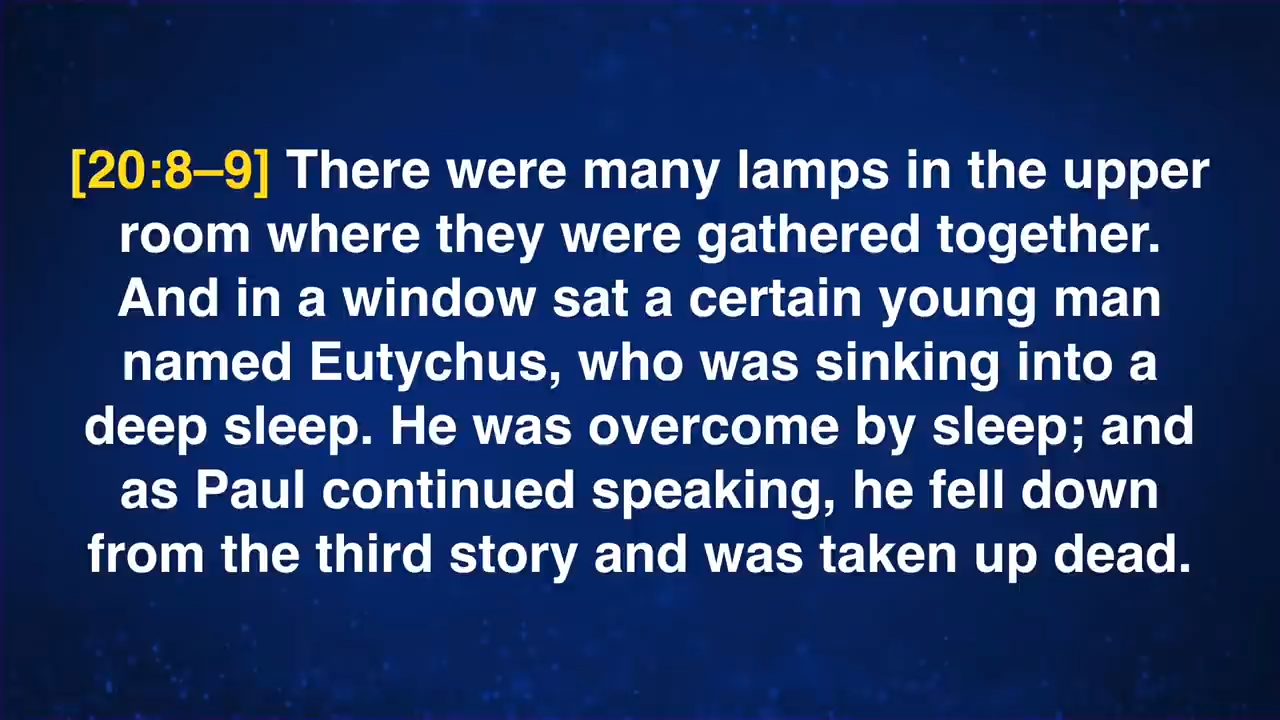 [20:8–9] There were many lamps in the upper
room where they were gathered together.
And in a window sat a certain young man
named Eutychus, who was sinking into a
deep sleep. He was overcome by sleep; and
as Paul continued speaking, he fell down
from the third story and was taken up dead.